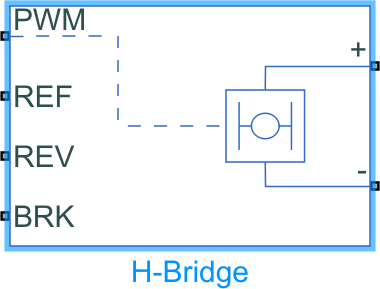 PWM
+
REF
REV
-
BRK
H-Bridge